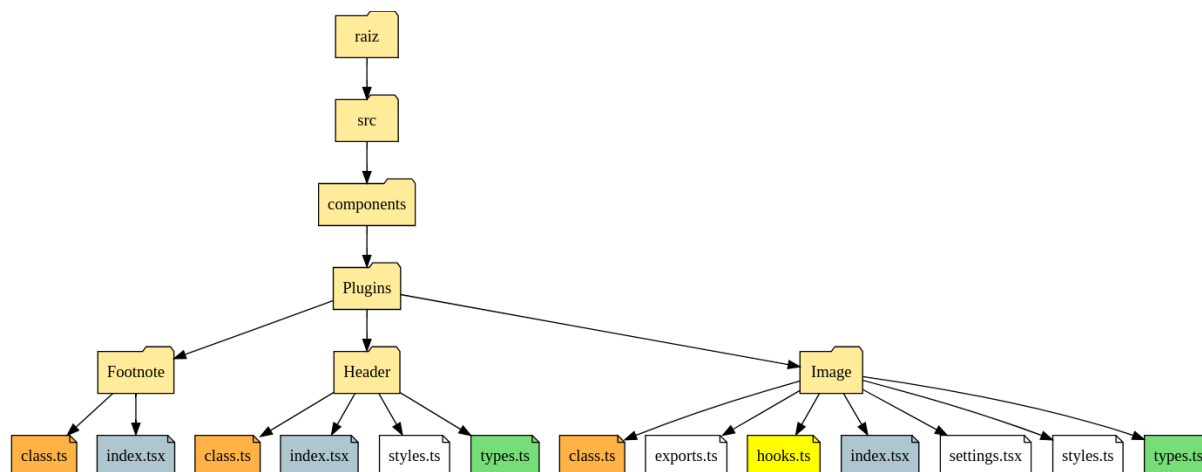 raiz
src
components
Plugins
Footnote
Header
Image
class.ts
index.tsx
class.ts
index.tsx
styles.ts
types.ts
class.ts
exports.ts
hooks.ts
index.tsx
settings.tsx
styles.ts
types.ts